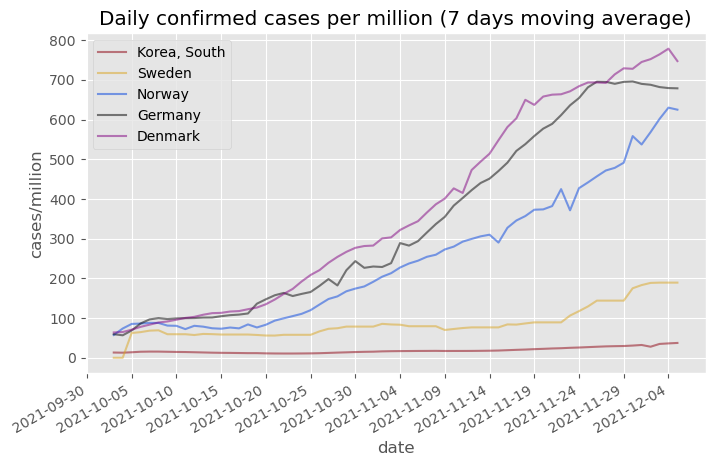 Daily confirmed cases per million (7 days moving average)
800
700
600
500
400
300
200
100
0
cases/million
Korea, South
Sweden
Norway
Germany
Denmark
2021-09-30
2021-10-05
2021-10-10
2021-10-15
2021-10-20
2021-10-25
2021-10-30
2021-11-04
2021-11-09
2021-11-14
2021-11-19
2021-11-24
2021-11-29
2021-12-04
date